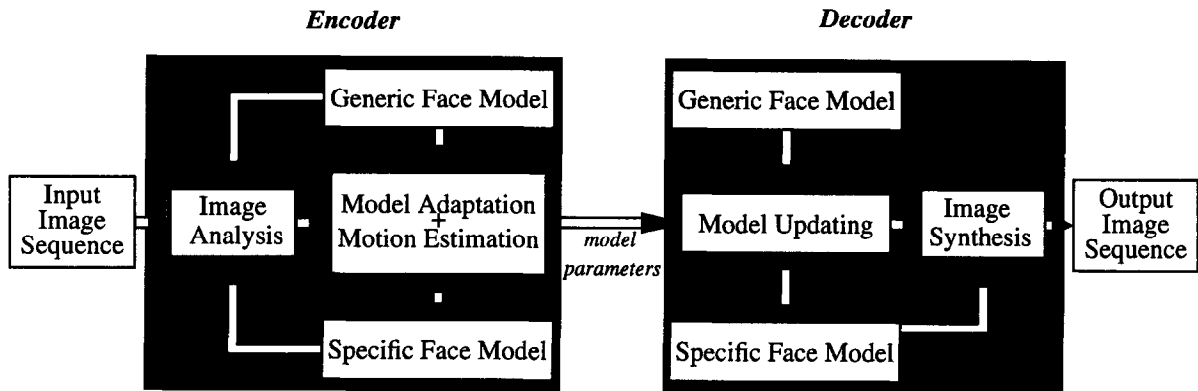 Encoder
Decoder
Generic Face Model
Generic Face Model
Input
Image
Sequence
Image
Analysis
Model Adaptation
+
Motion Estimation
model
parameters
Model Updating
Image
Synthesis
Output
Image
Sequence
Specific Face Model
Specific Face Model